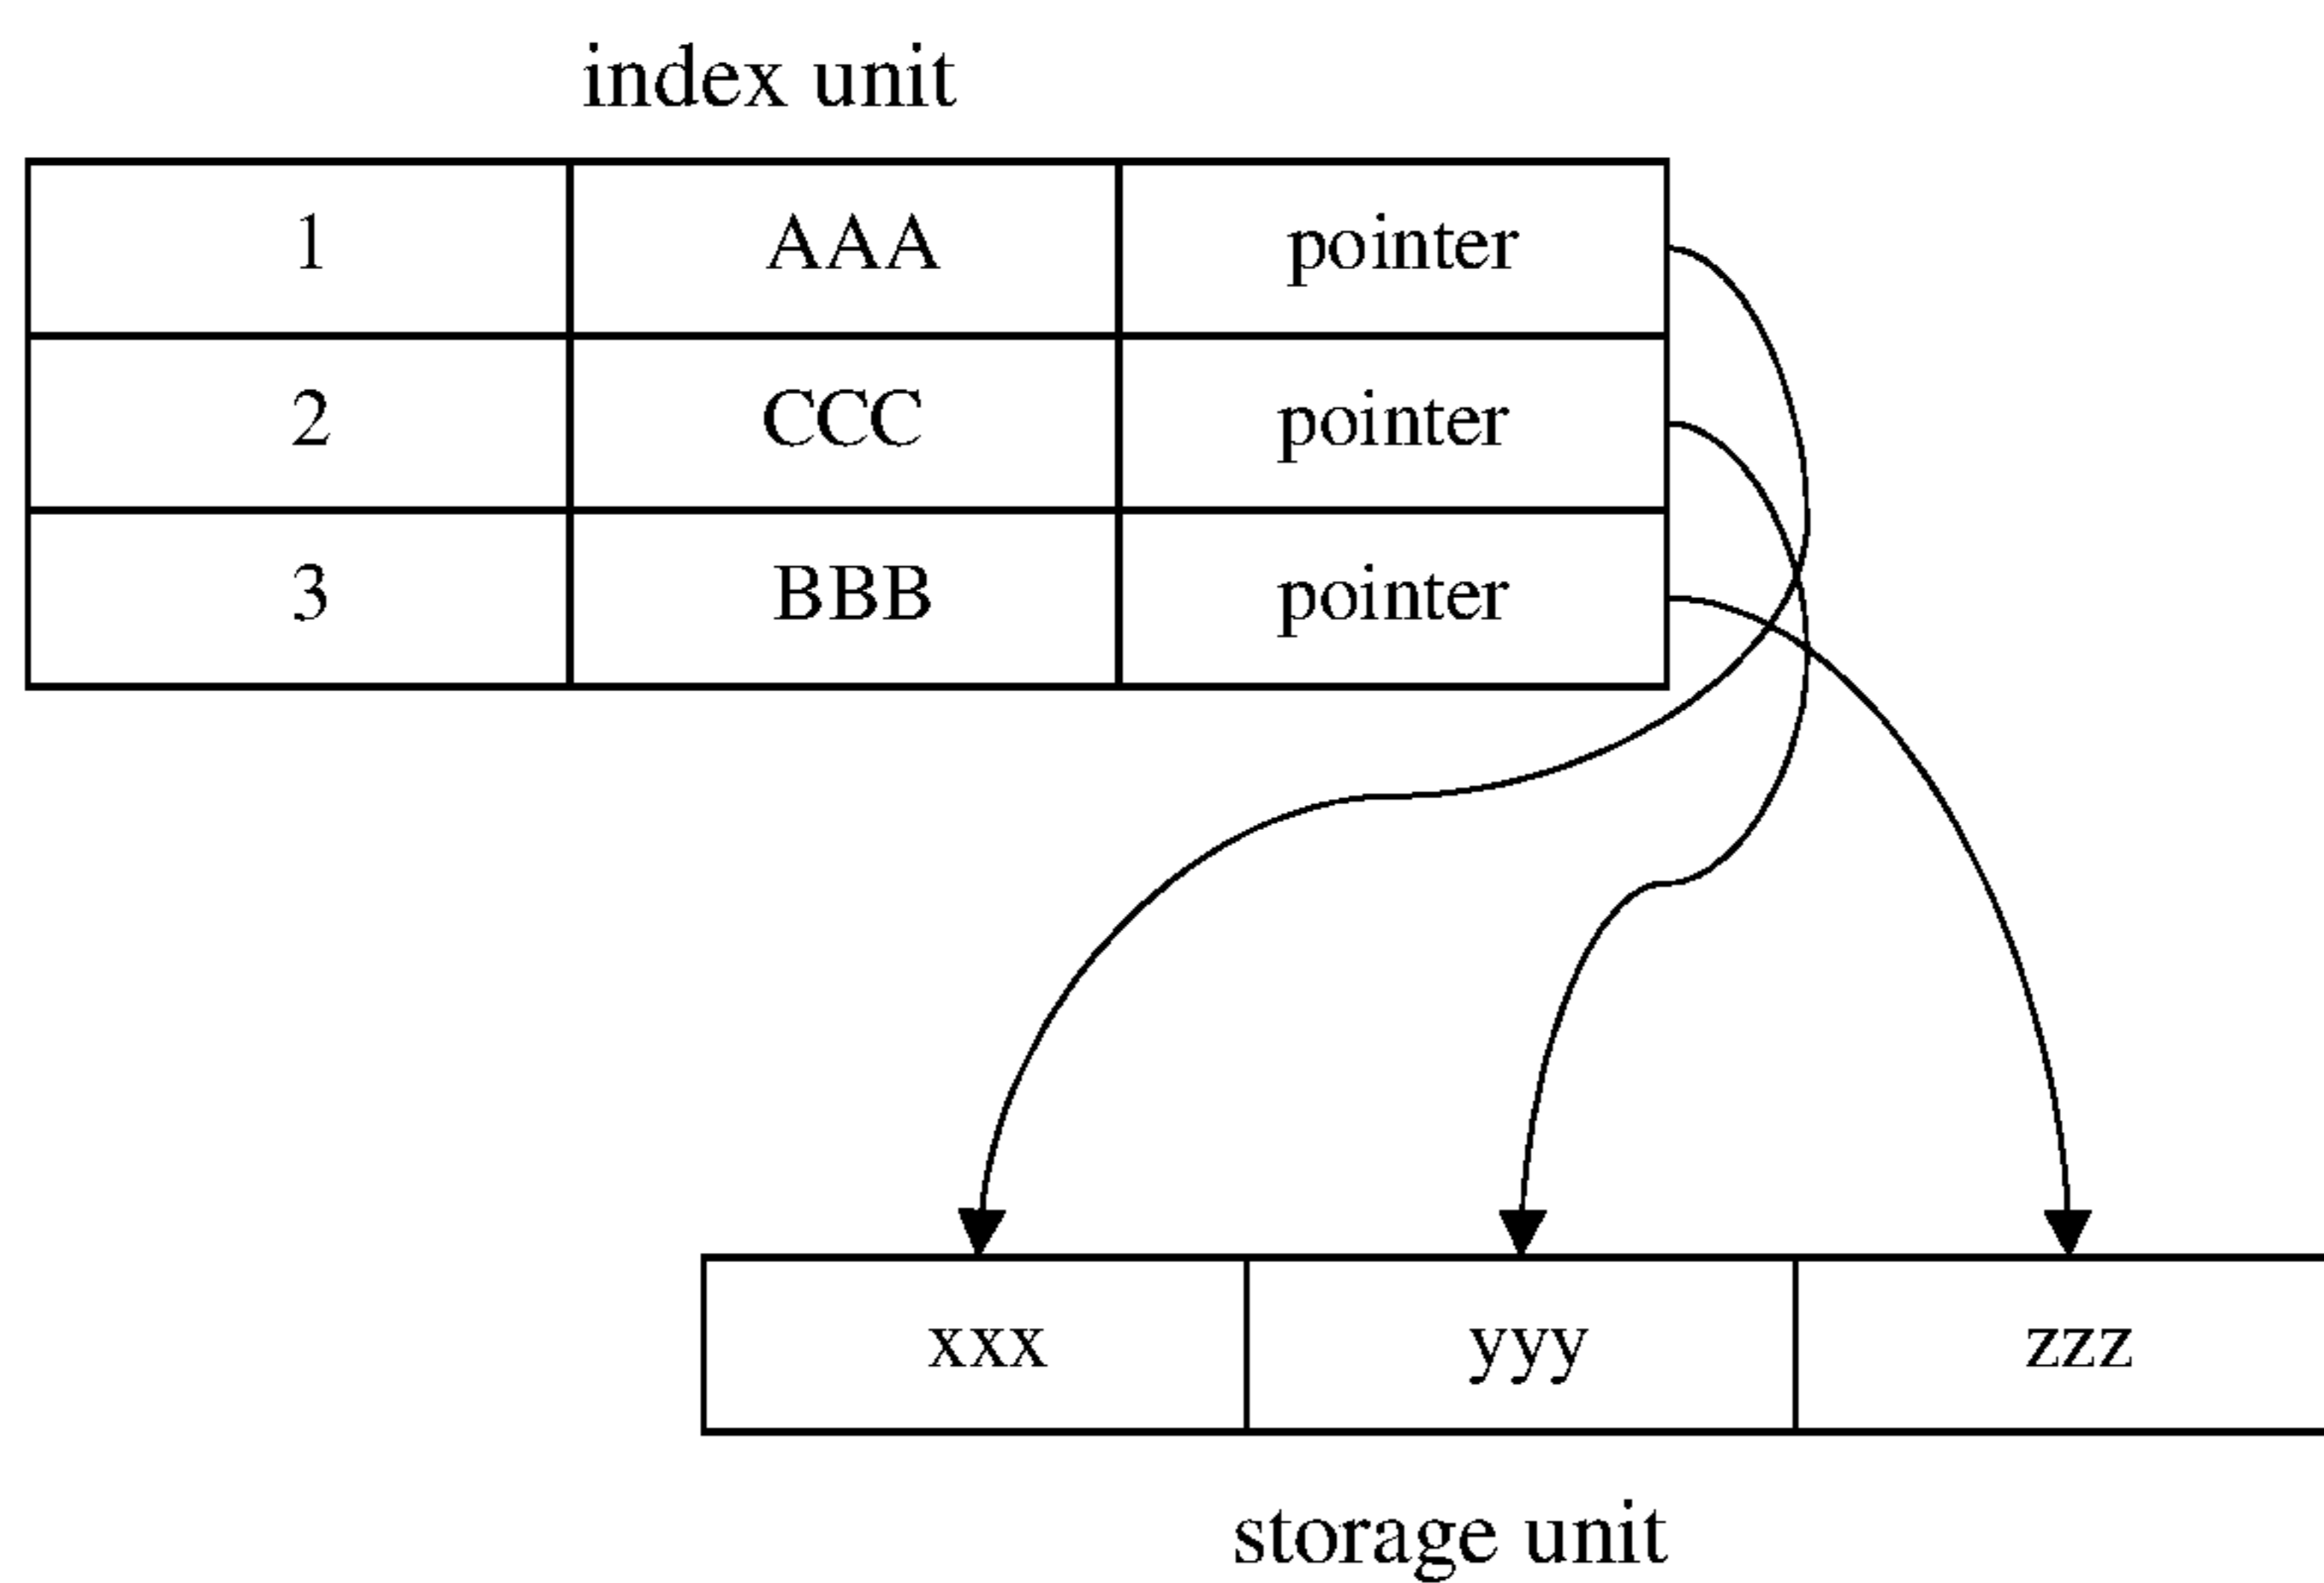 index unit
1 AAA pointer
2 CCC pointer
3 BBB pointer
xxx yyy zzz
storage unit